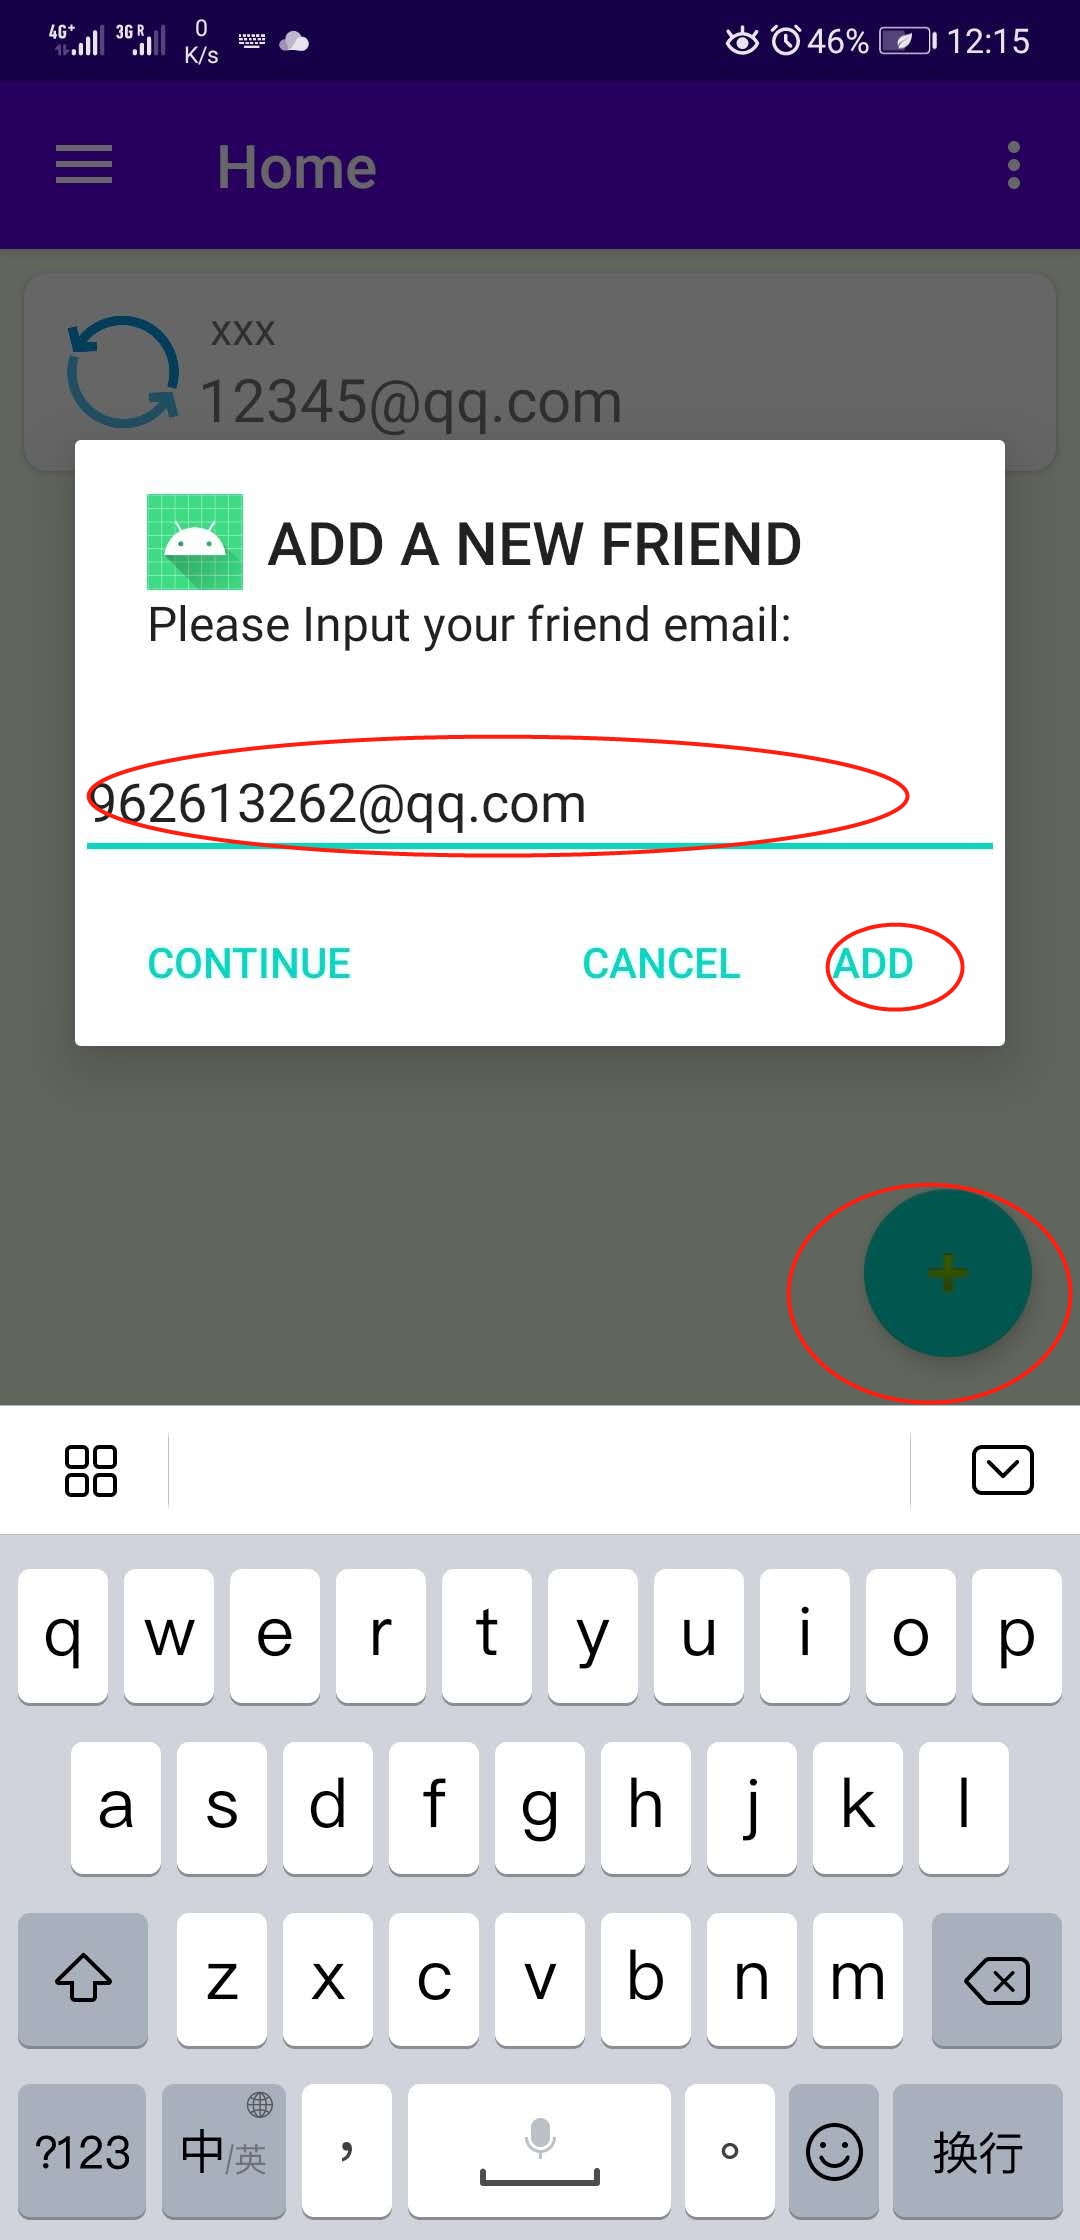 4G+ 3G R 0 K/s 46% 12:15
Home
xxx
12345@qq.com
ADD A NEW FRIEND
Please Input your friend email:
962613262@qq.com
CONTINUE CANCEL ADD
q w e r t y u i o p
a s d f g h j k l
z x c v b n m
?123 中/英 , 。 换行